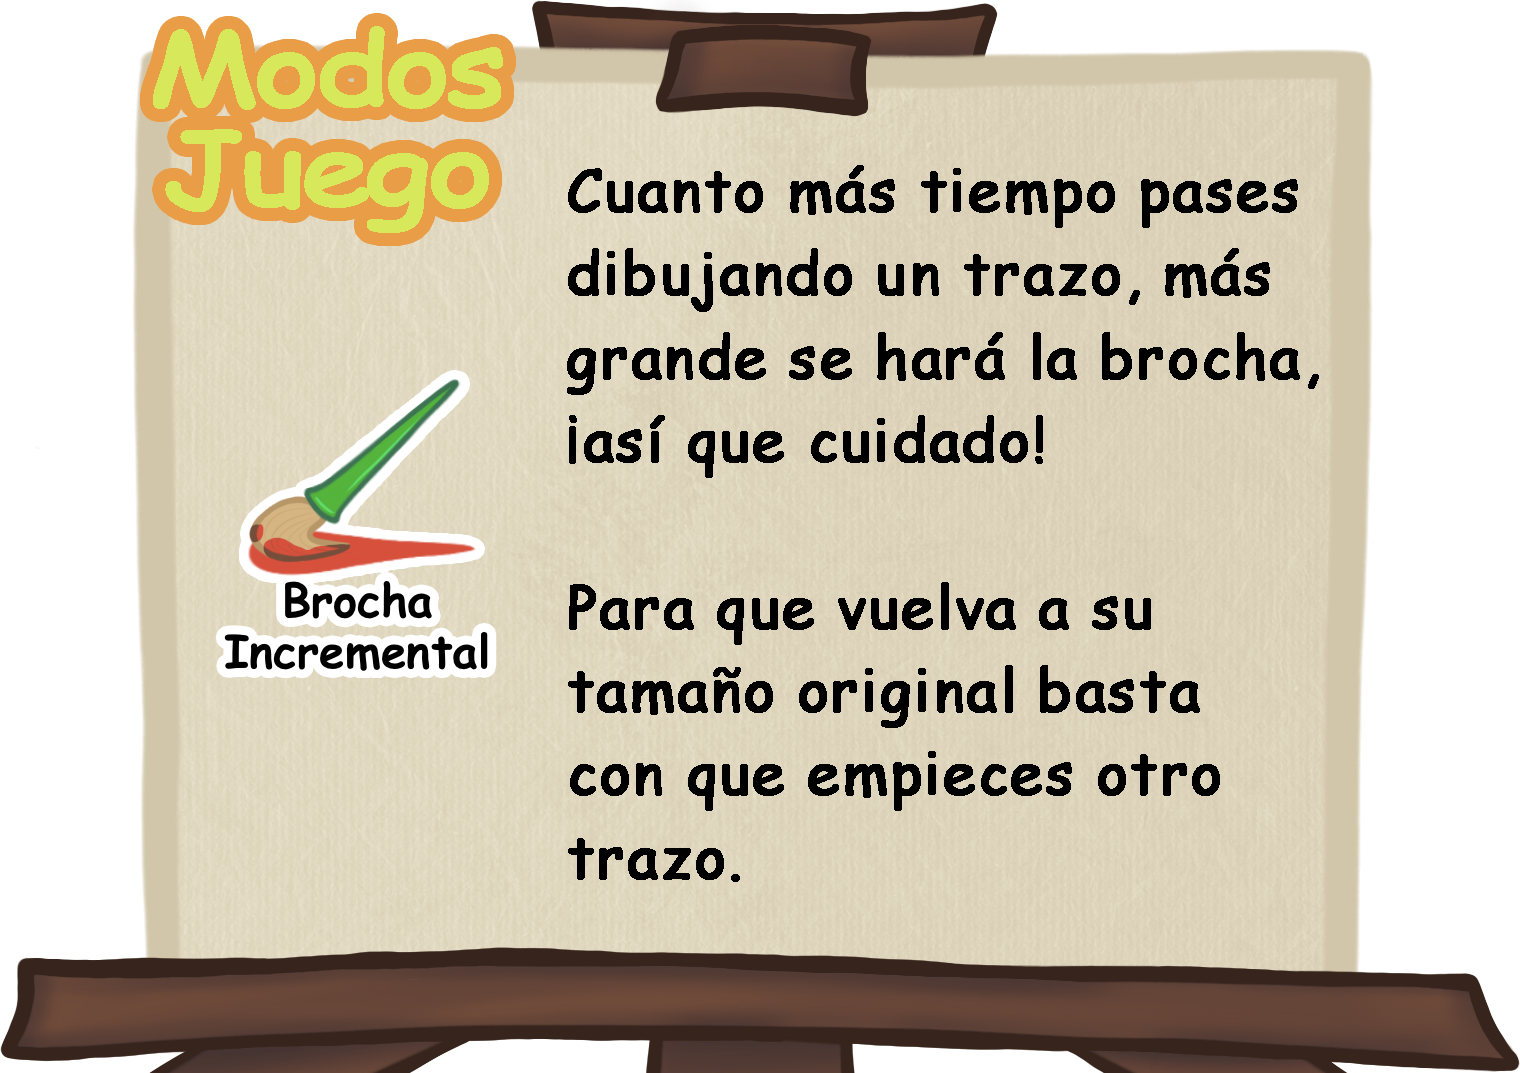 Modos
Juego
Cuanto más tiempo pases
dibujando un trazo, más
grande se hará la brocha,
¡así que cuidado!
Para que vuelva a su
tamaño original basta
con que empieces otro
trazo.
Brocha
Incremental